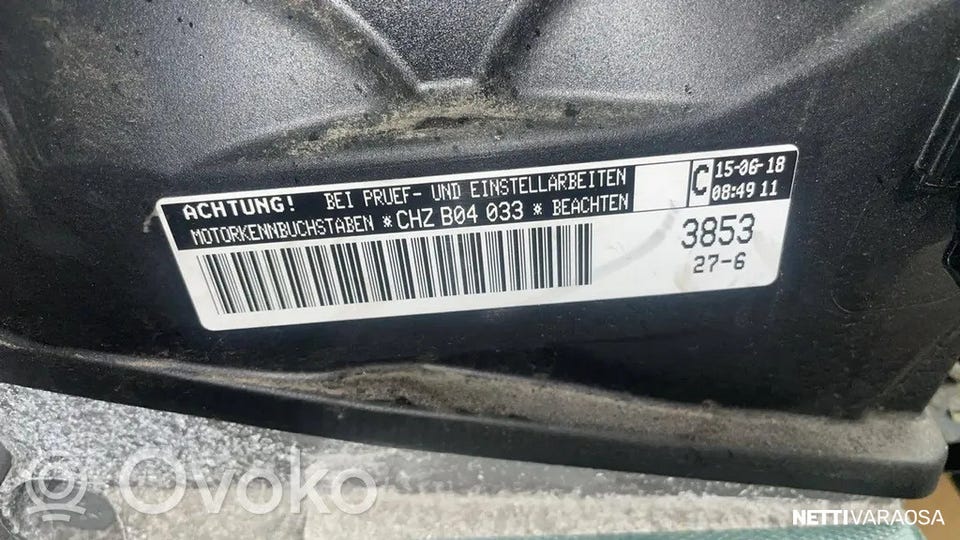 ACHTUNG! BEI PRUEF- UND EINSTELLARBEITEN
MOTORKENNBUCHSTABEN *CHZ B04 033* BEACHTEN
C 15-06-18
08:49 11
3853
27-6
Ovoko
NETTIVARAOSA